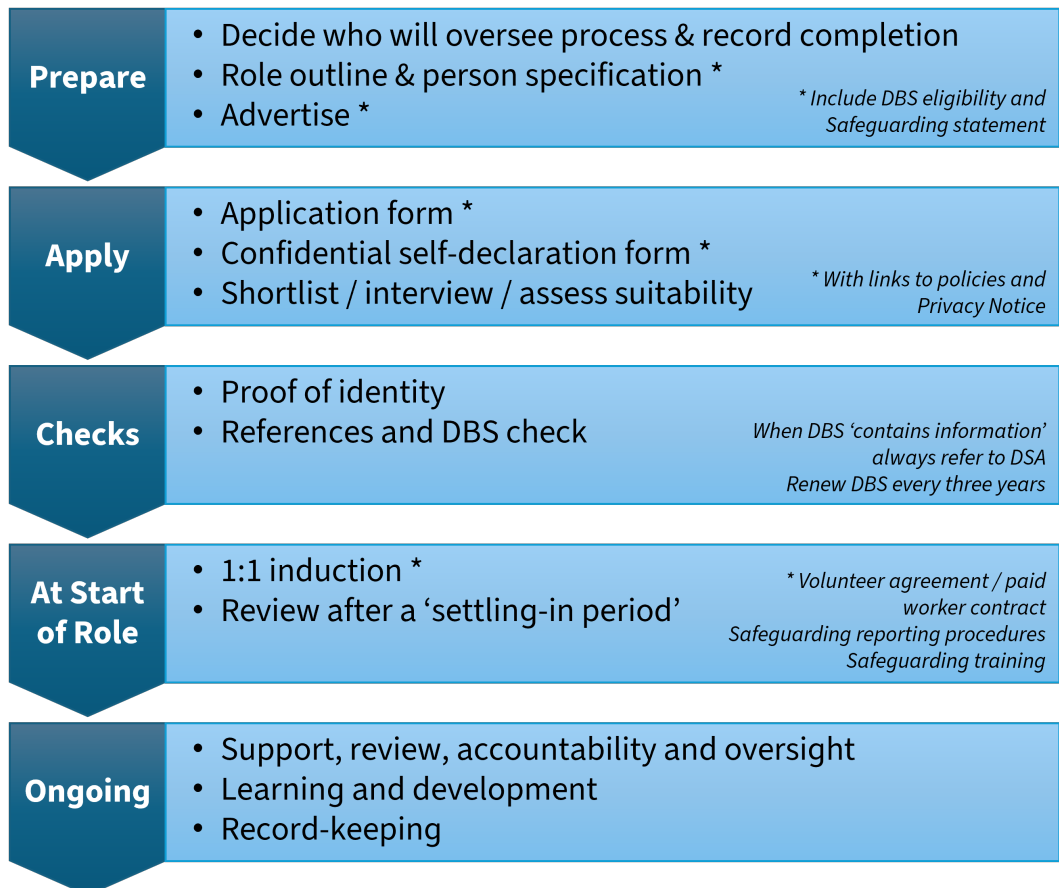 Prepare
• Decide who will oversee process & record completion
• Role outline & person specification *
• Advertise *
* Include DBS eligibility and
Safeguarding statement
Apply
• Application form *
• Confidential self-declaration form *
• Shortlist / interview / assess suitability
* With links to policies and
Privacy Notice
Checks
• Proof of identity
• References and DBS check
When DBS ‘contains information’
always refer to DSA
Renew DBS every three years
At Start
of Role
• 1:1 induction *
• Review after a ‘settling-in period’
* Volunteer agreement / paid
worker contract
Safeguarding reporting procedures
Safeguarding training
Ongoing
• Support, review, accountability and oversight
• Learning and development
• Record-keeping